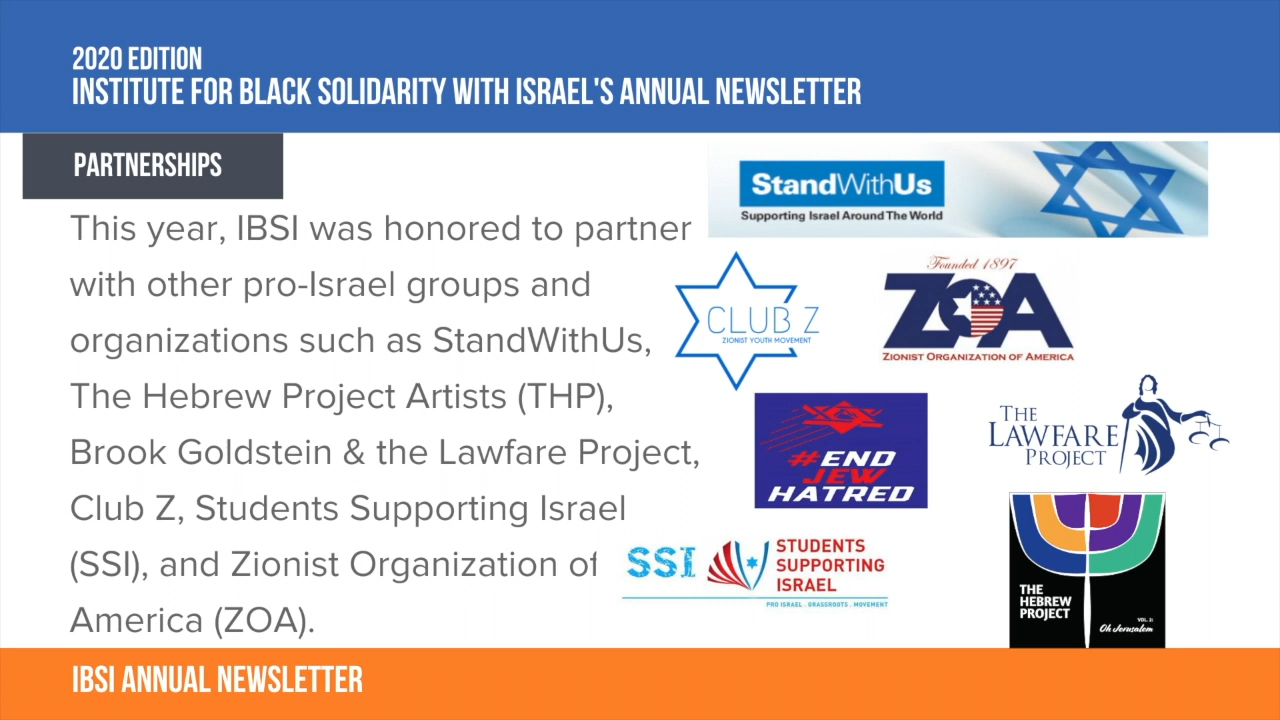 2020 EDITION
INSTITUTE FOR BLACK SOLIDARITY WITH ISRAEL'S ANNUAL NEWSLETTER
PARTNERSHIPS
This year, IBSI was honored to partner
with other pro-Israel groups and
organizations such as StandWithUs,
The Hebrew Project Artists (THP),
Brook Goldstein & the Lawfare Project,
Club Z, Students Supporting Israel
(SSI), and Zionist Organization of
America (ZOA).
StandWithUs
Supporting Israel Around The World
CLUB Z
ZIONIST YOUTH MOVEMENT
Founded 1897
ZOA
ZIONIST ORGANIZATION OF AMERICA
#END
JEW
HATRED
THE
LAWFARE
PROJECT
SSI
STUDENTS
SUPPORTING
ISRAEL
PRO ISRAEL . GRASSROOTS . MOVEMENT
THE
HEBREW
PROJECT
VOL. 2:
Oh Jerusalem
IBSI ANNUAL NEWSLETTER